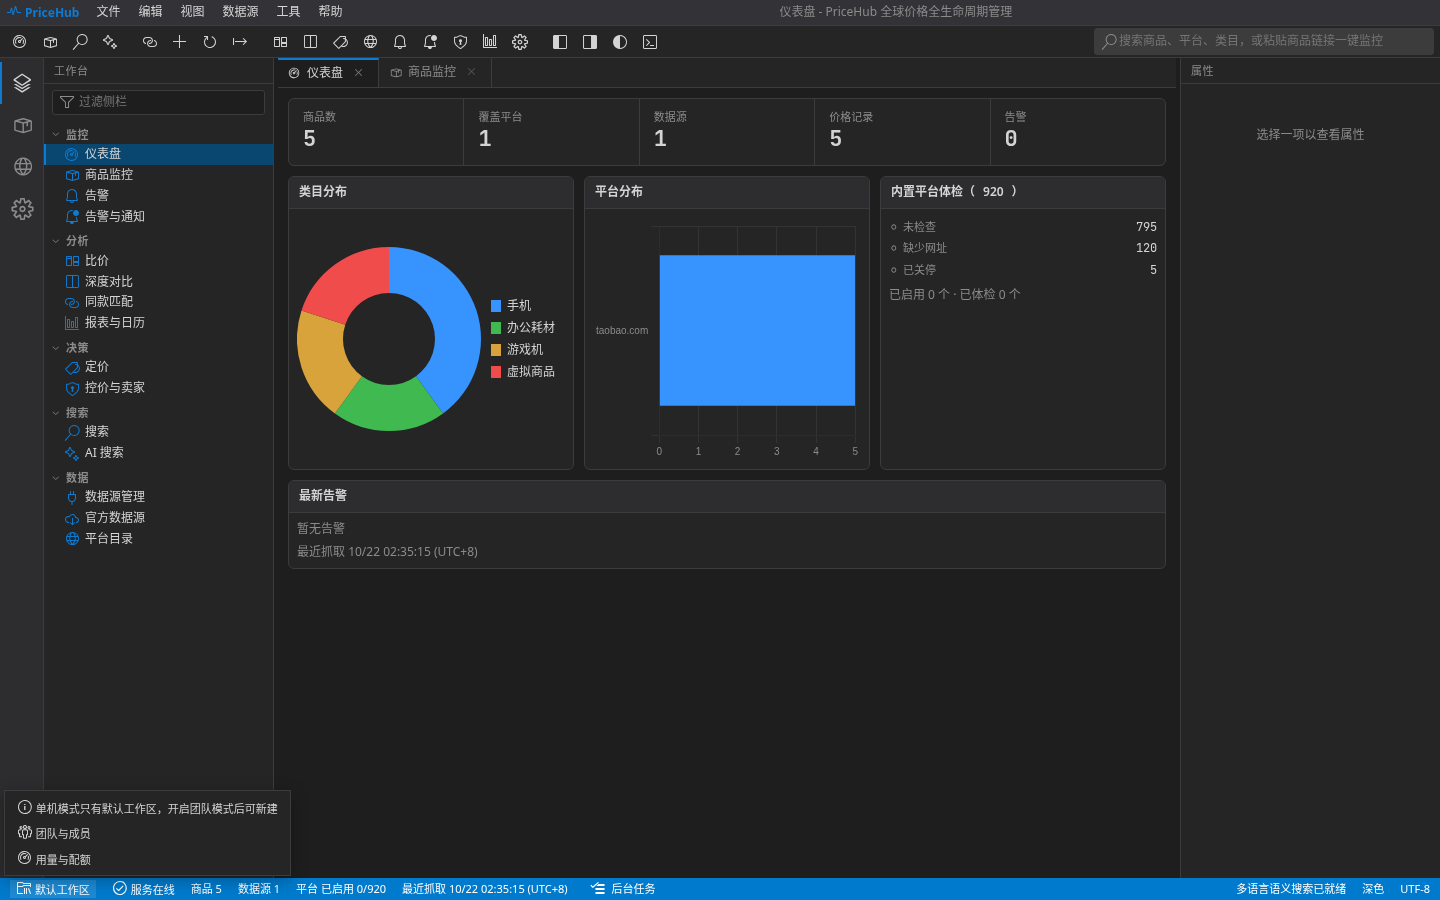 PriceHub 文件 编辑 视图 数据源 工具 帮助 仪表盘 - PriceHub 全球价格全生命周期管理
搜索商品、平台、类目，或粘贴商品链接一键监控
工作台
过滤侧栏
监控
仪表盘
商品监控
告警
告警与通知
分析
比价
深度对比
同款匹配
报表与日历
决策
定价
控价与卖家
搜索
搜索
AI 搜索
数据
数据源管理
官方数据源
平台目录
仪表盘 商品监控
商品数 覆盖平台 数据源 价格记录 告警
5 1 1 5 0
类目分布
手机
办公耗材
游戏机
虚拟商品
平台分布
taobao.com
0 1 2 3 4 5
内置平台体检（ 920 ）
未检查 795
缺少网址 120
已关停 5
已启用 0 个 · 已体检 0 个
最新告警
暂无告警
最近抓取 10/22 02:35:15 (UTC+8)
属性
选择一项以查看属性
单机模式只有默认工作区，开启团队模式后可新建
团队与成员
用量与配额
默认工作区 服务在线 商品 5 数据源 1 平台 已启用 0/920 最近抓取 10/22 02:35:15 (UTC+8) 后台任务 多语言语义搜索已就绪 深色 UTF-8